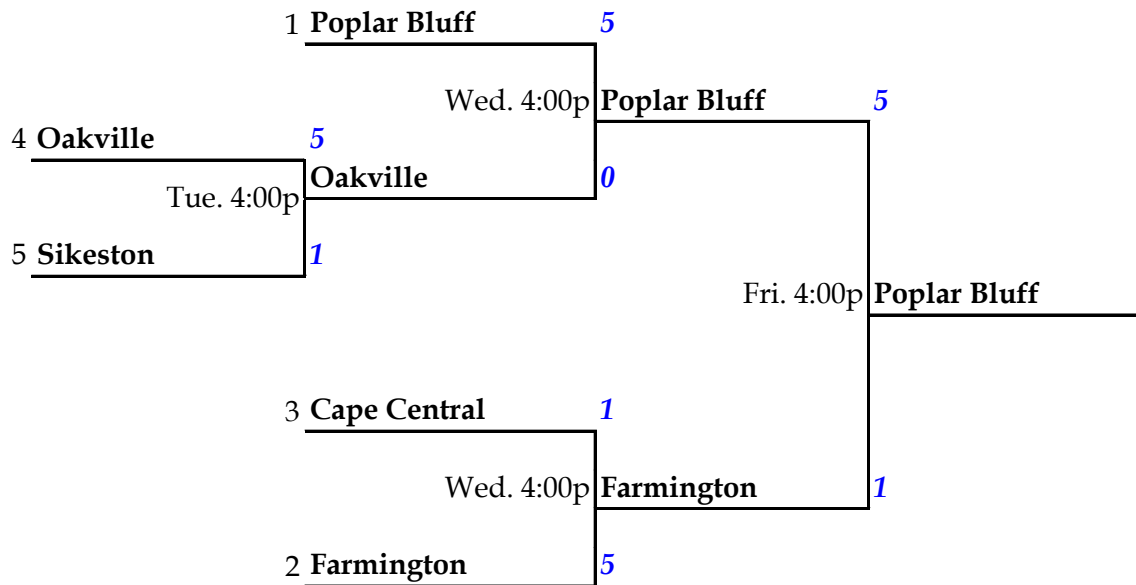 1 Poplar Bluff 5
Wed. 4:00p Poplar Bluff 5
4 Oakville 5
Oakville 0
Tue. 4:00p
5 Sikeston 1
Fri. 4:00p Poplar Bluff
3 Cape Central 1
Wed. 4:00p Farmington 1
2 Farmington 5